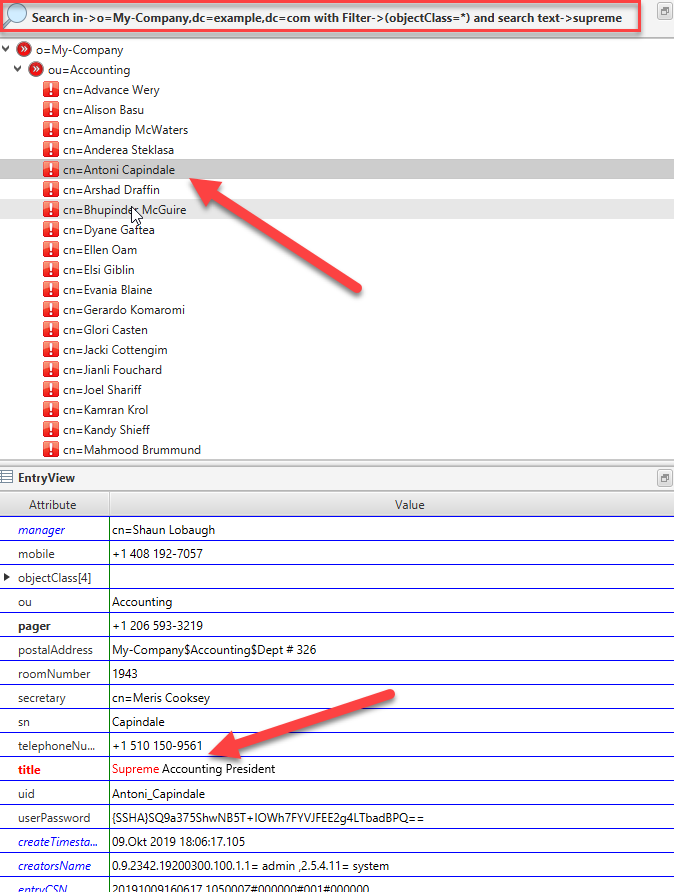 Search in->o=My-Company,dc=example,dc=com with Filter->(objectClass=*) and search text->supreme
o=My-Company
ou=Accounting
cn=Advance Wery
cn=Alison Basu
cn=Amandip McWaters
cn=Anderea Steklasa
cn=Antoni Capindale
cn=Arshad Draffin
cn=Bhupinder McGuire
cn=Dyane Gaftea
cn=Ellen Oam
cn=Elsi Giblin
cn=Evania Blaine
cn=Gerardo Komaromi
cn=Glori Casten
cn=Jacki Cottengim
cn=Jianli Fouchard
cn=Joel Shariff
cn=Kamran Krol
cn=Kandy Shieff
cn=Mahmood Brummund
EntryView
Attribute Value
manager cn=Shaun Lobaugh
mobile +1 408 192-7057
objectClass[4]
ou Accounting
pager +1 206 593-3219
postalAddress My-Company$Accounting$Dept # 326
roomNumber 1943
secretary cn=Meris Cooksey
sn Capindale
telephoneNu... +1 510 150-9561
title Supreme Accounting President
uid Antoni_Capindale
userPassword {SSHA}SQ9a375ShwNB5T+IOWh7FYVJFEE2g4LTbadBPQ==
createTimesta... 09.Okt 2019 18:06:17.105
creatorsName 0.9.2342.19200300.100.1.1= admin ,2.5.4.11= system
entryCSN 20191009160617.105000Z#000000#001#000000